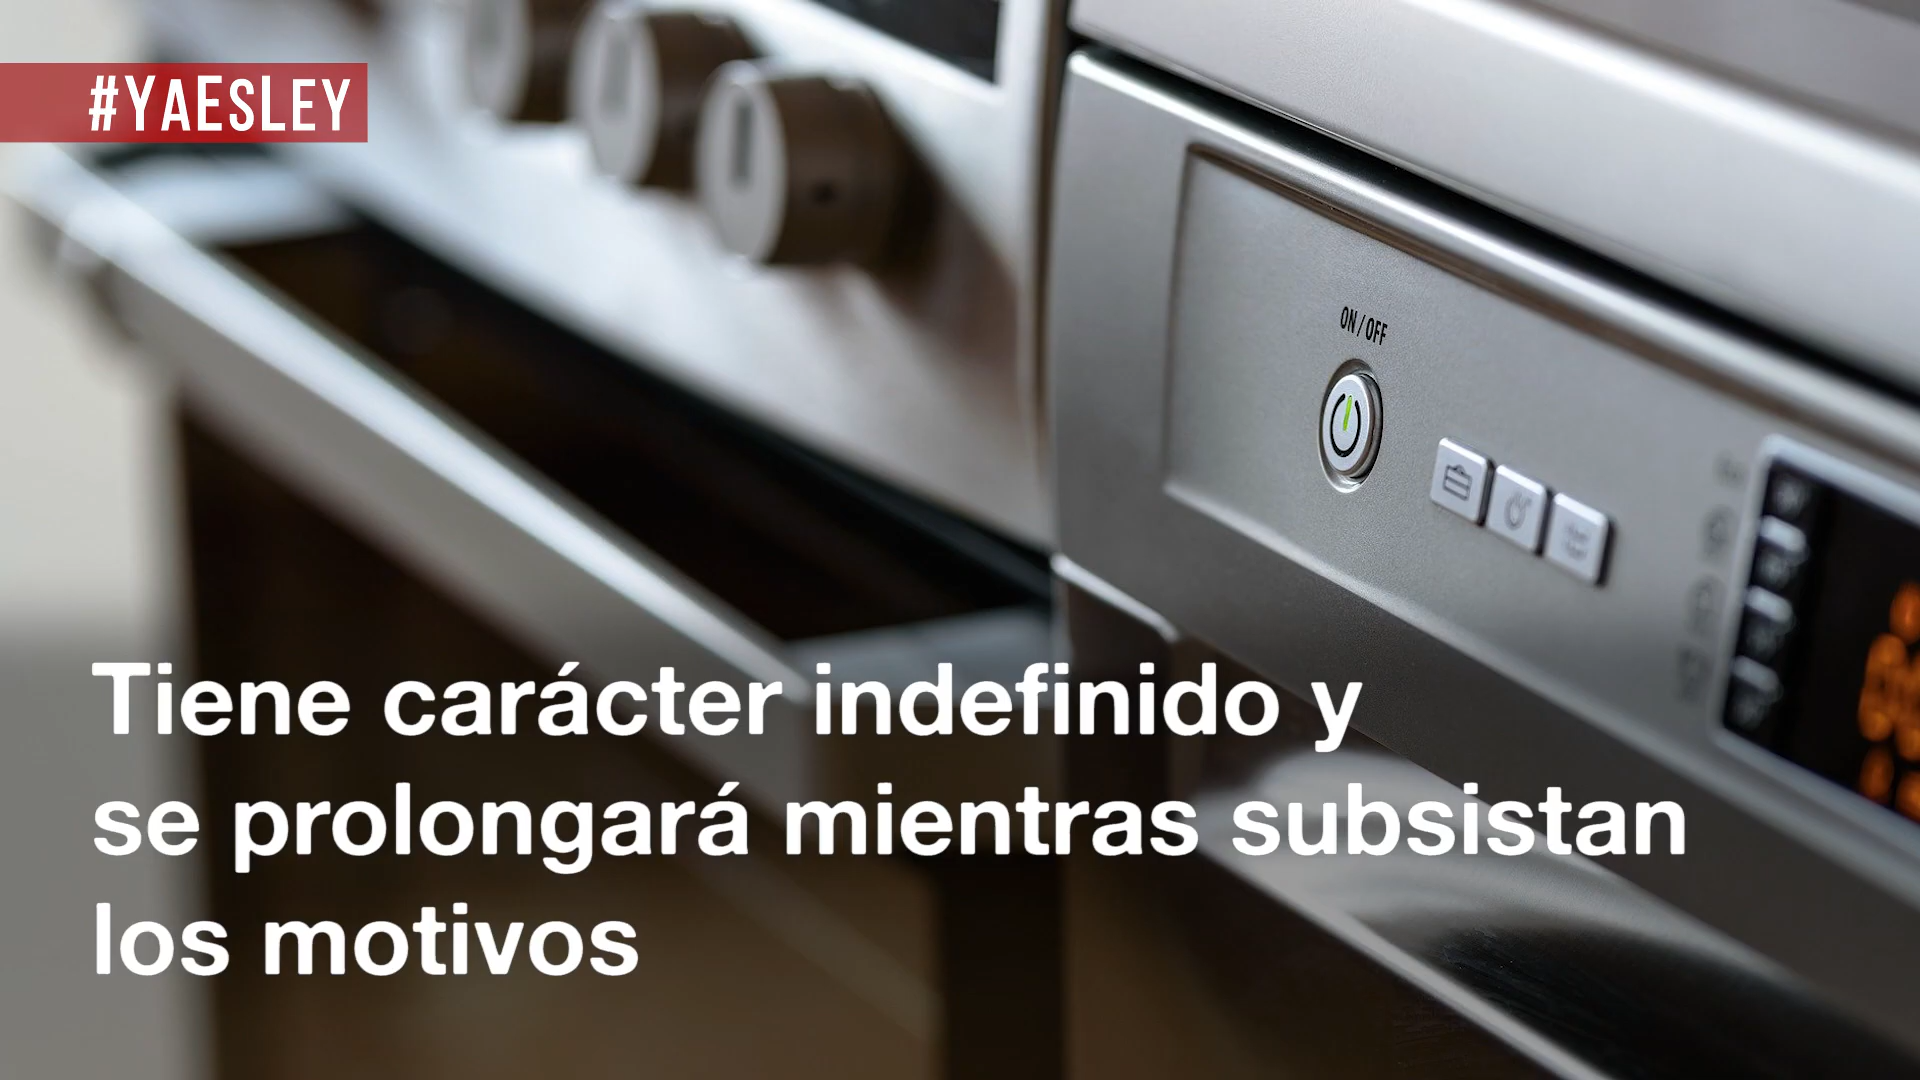 #YAESLEY
ON / OFF
Tiene carácter indefinido y
se prolongará mientras subsistan
los motivos